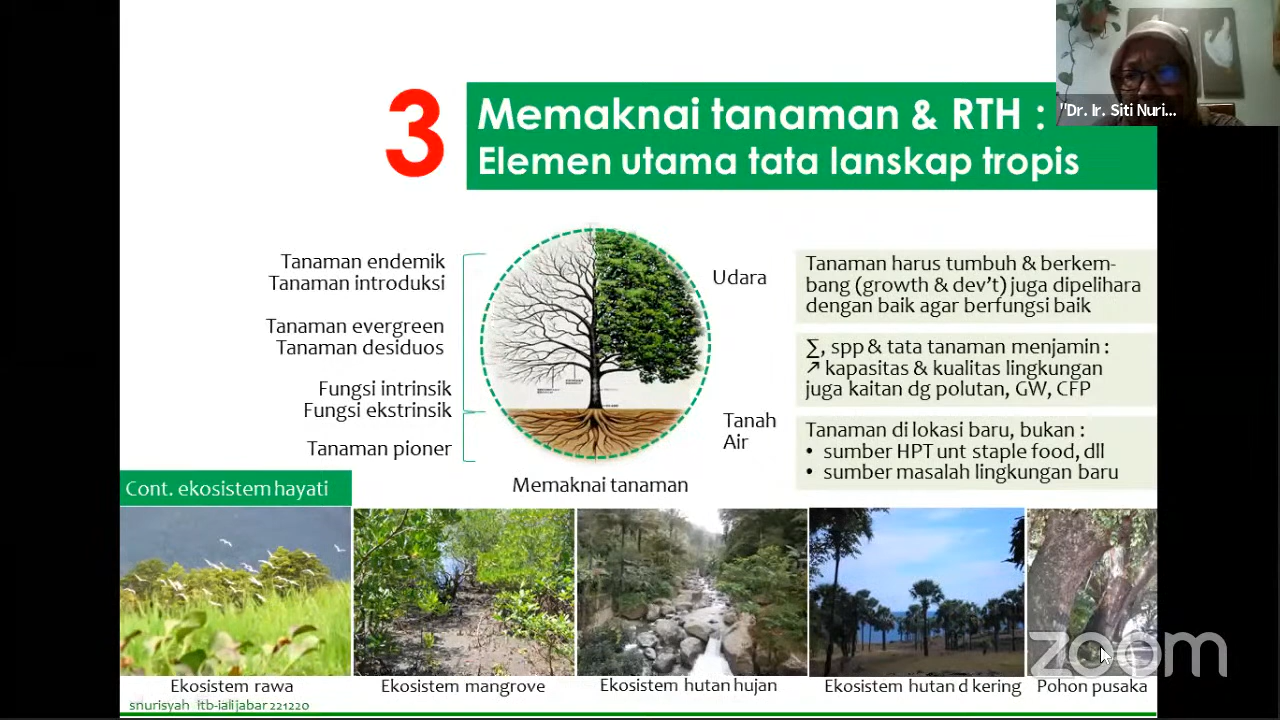 3
Memaknai tanaman & RTH :
Elemen utama tata lanskap tropis
"Dr. Ir. Siti Nuri...
Tanaman endemik
Tanaman introduksi
Tanaman evergreen
Tanaman desiduos
Fungsi intrinsik
Fungsi ekstrinsik
Tanaman pioner
Udara
Tanah
Air
Memaknai tanaman
Tanaman harus tumbuh & berkem-
bang (growth & dev't) juga dipelihara
dengan baik agar berfungsi baik
∑, spp & tata tanaman menjamin :
↗ kapasitas & kualitas lingkungan
juga kaitan dg polutan, GW, CFP
Tanaman di lokasi baru, bukan :
• sumber HPT unt staple food, dll
• sumber masalah lingkungan baru
Cont. ekosistem hayati
Ekosistem rawa
Ekosistem mangrove
Ekosistem hutan hujan
Ekosistem hutan d kering
Pohon pusaka
snurisyah itb-iali jabar 221220
zoom